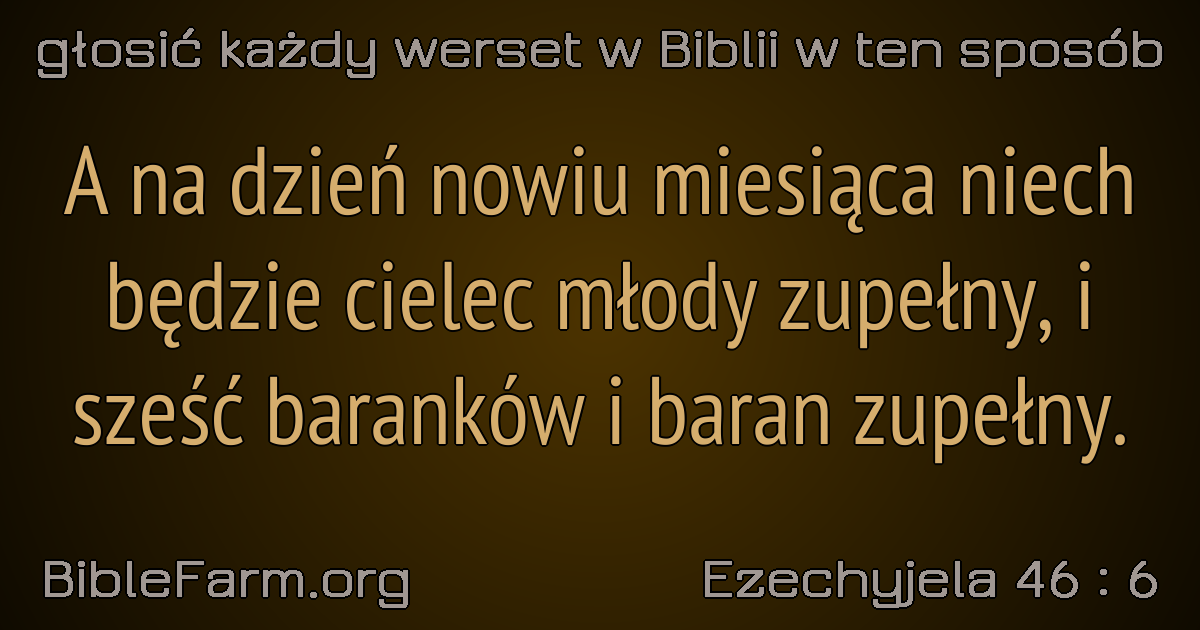 głosić każdy werset w Biblii w ten sposób
A na dzień nowiu miesiąca niech
będzie cielec młody zupełny, i
sześć baranków i baran zupełny.
BibleFarm.org
Ezechyjela 46 : 6